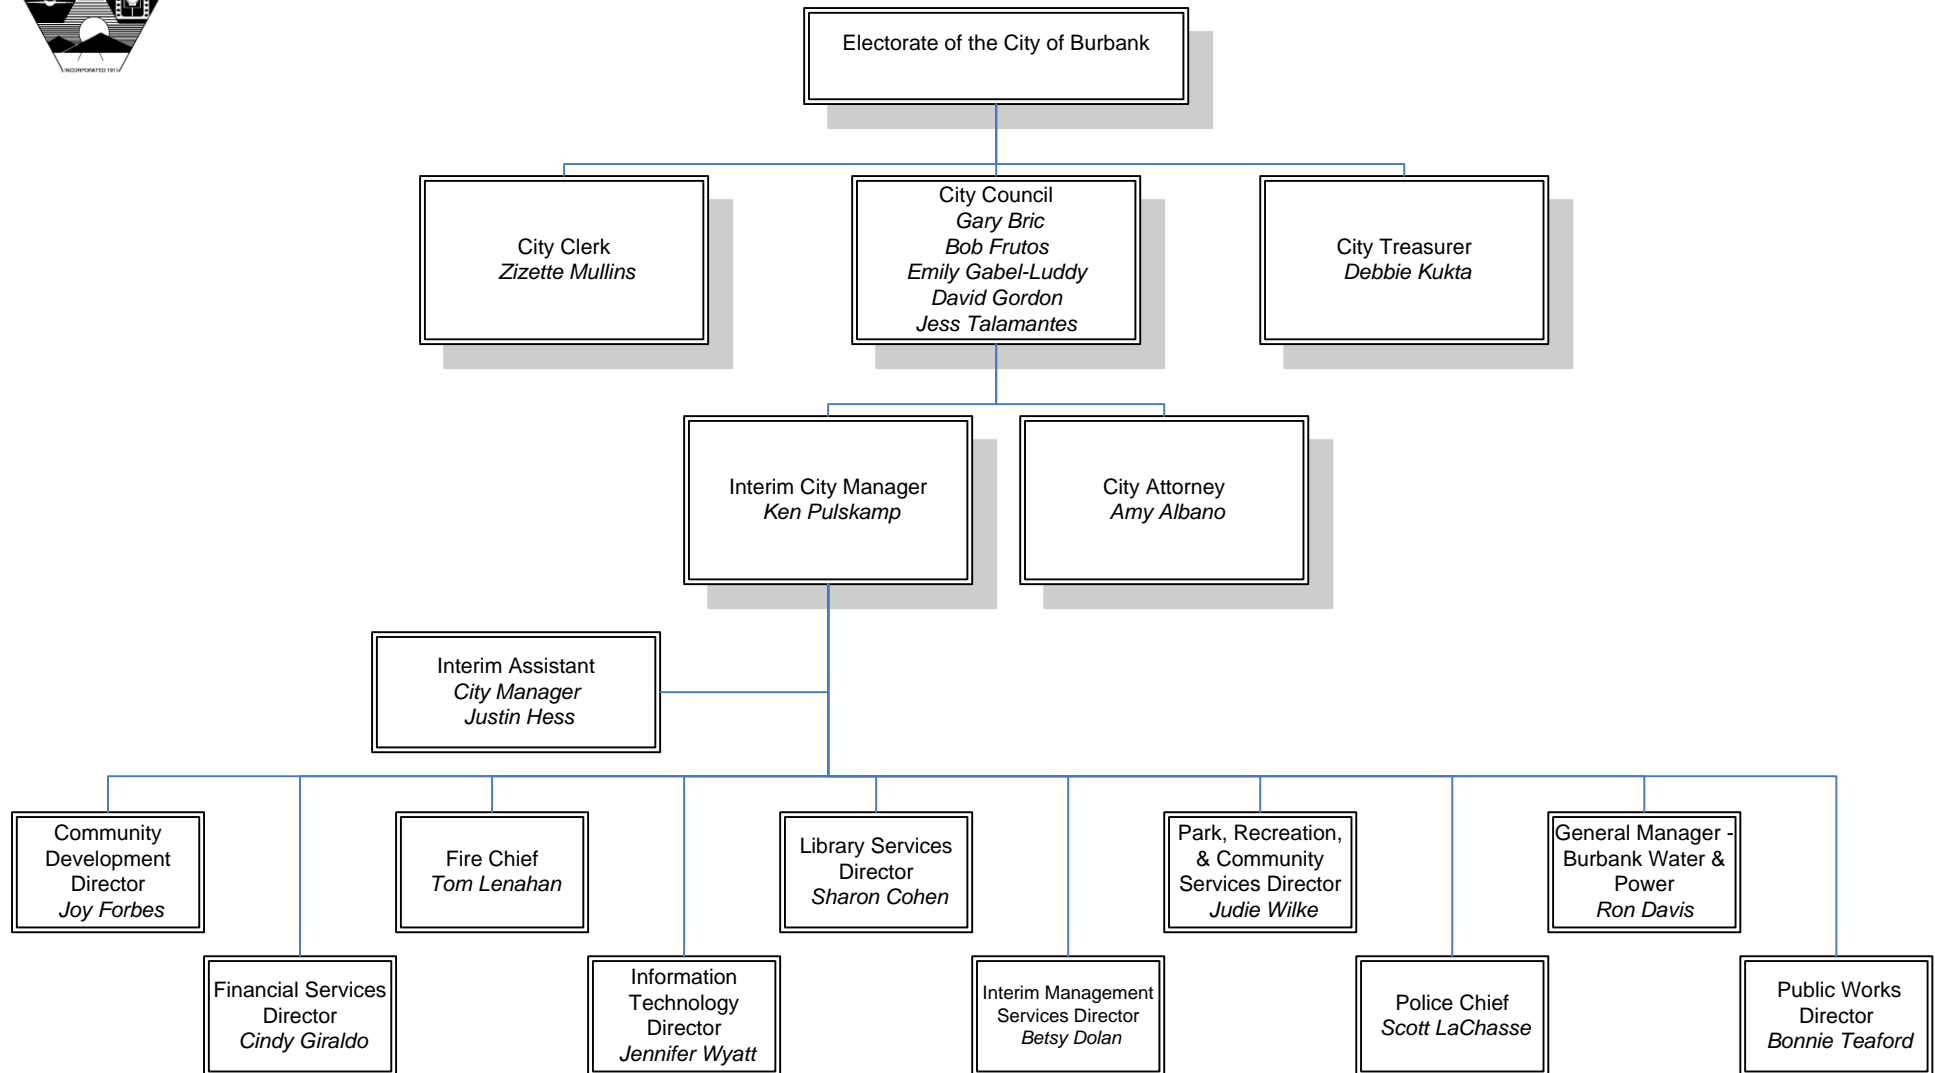 INCORPORATED 1911
Electorate of the City of Burbank
City Clerk
Zizette Mullins
City Council
Gary Bric
Bob Frutos
Emily Gabel-Luddy
David Gordon
Jess Talamantes
City Treasurer
Debbie Kukta
Interim City Manager
Ken Pulskamp
City Attorney
Amy Albano
Interim Assistant
City Manager
Justin Hess
Community
Development
Director
Joy Forbes
Fire Chief
Tom Lenahan
Library Services
Director
Sharon Cohen
Park, Recreation,
& Community
Services Director
Judie Wilke
General Manager -
Burbank Water &
Power
Ron Davis
Financial Services
Director
Cindy Giraldo
Information
Technology
Director
Jennifer Wyatt
Interim Management
Services Director
Betsy Dolan
Police Chief
Scott LaChasse
Public Works
Director
Bonnie Teaford